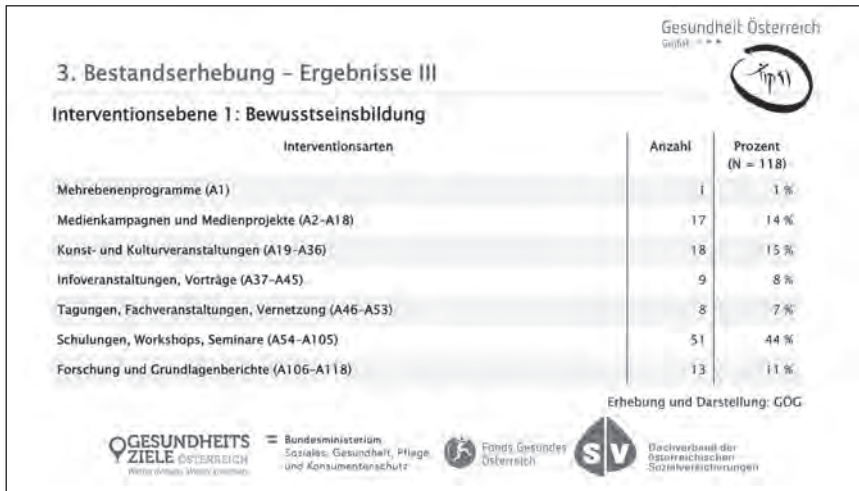 Gesundheit Österreich
GmbH
3. Bestandserhebung – Ergebnisse III
Interventionsebene 1: Bewusstseinsbildung
Interventionsarten Anzahl Prozent
(N = 118)
Mehrebenenprogramme (A1) 1 1 %
Medienkampagnen und Medienprojekte (A2–A18) 17 14 %
Kunst- und Kulturveranstaltungen (A19–A36) 18 15 %
Infoveranstaltungen, Vorträge (A37–A45) 9 8 %
Tagungen, Fachveranstaltungen, Vernetzung (A46–A53) 8 7 %
Schulungen, Workshops, Seminare (A54–A105) 51 44 %
Forschung und Grundlagenberichte (A106–A118) 13 11 %
Erhebung und Darstellung: GÖG
GESUNDHEITS
ZIELE ÖSTERREICH
Bundesministerium
Soziales, Gesundheit, Pflege
und Konsumentenschutz
Fonds Gesundes
Österreich
SV
Dachverband der
österreichischen
Sozialversicherungen